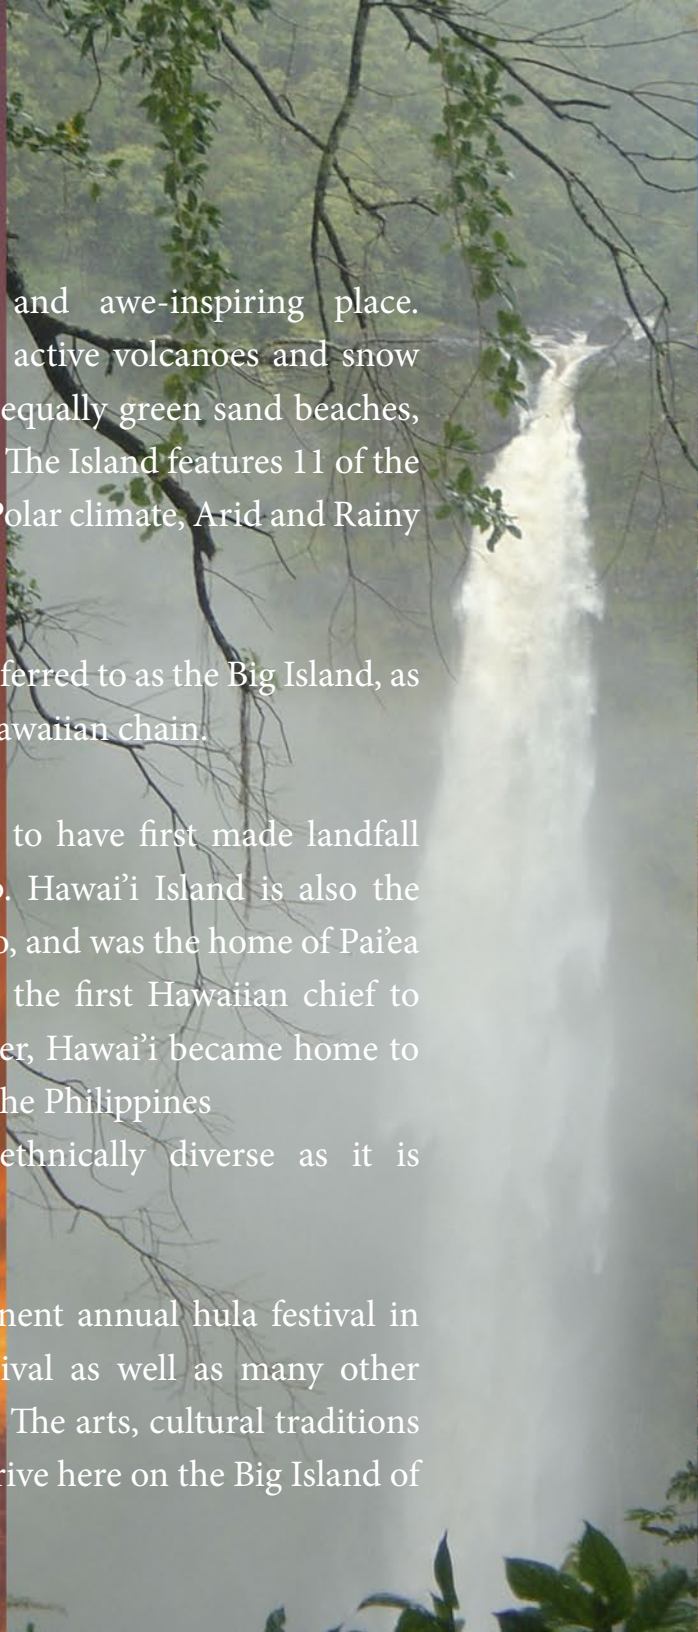 and awe-inspiring place.
active volcanoes and snow
equally green sand beaches,
The Island features 11 of the
Polar climate, Arid and Rainy
ferred to as the Big Island, as
awaiian chain.
to have first made landfall
o. Hawai’i Island is also the
o, and was the home of Pai’ea
the first Hawaiian chief to
er, Hawai’i became home to
he Philippines
ethnically diverse as it is
nent annual hula festival in
ival as well as many other
The arts, cultural traditions
rive here on the Big Island of